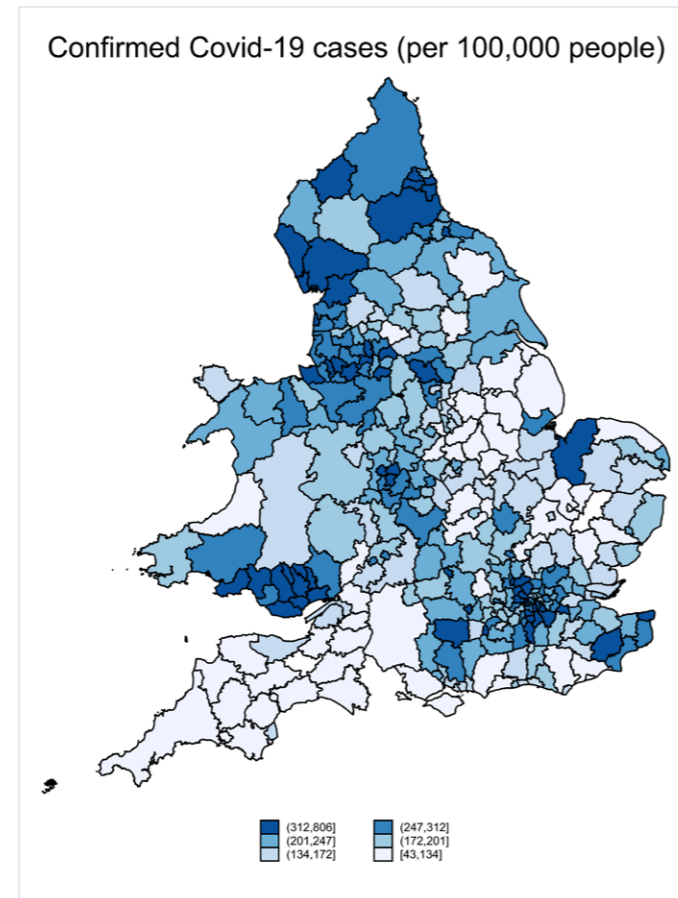 Confirmed Covid-19 cases (per 100,000 people)
(312,806] (247,312]
(201,247] (172,201]
(134,172] [43,134]